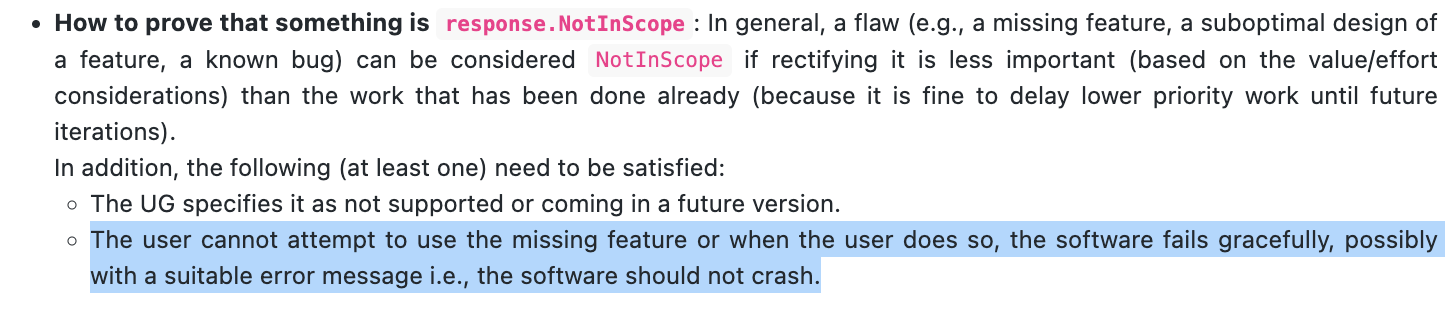 • How to prove that something is response.NotInScope: In general, a flaw (e.g., a missing feature, a suboptimal design of
a feature, a known bug) can be considered NotInScope if rectifying it is less important (based on the value/effort
considerations) than the work that has been done already (because it is fine to delay lower priority work until future
iterations).
In addition, the following (at least one) need to be satisfied:
◦ The UG specifies it as not supported or coming in a future version.
◦ The user cannot attempt to use the missing feature or when the user does so, the software fails gracefully, possibly
with a suitable error message i.e., the software should not crash.